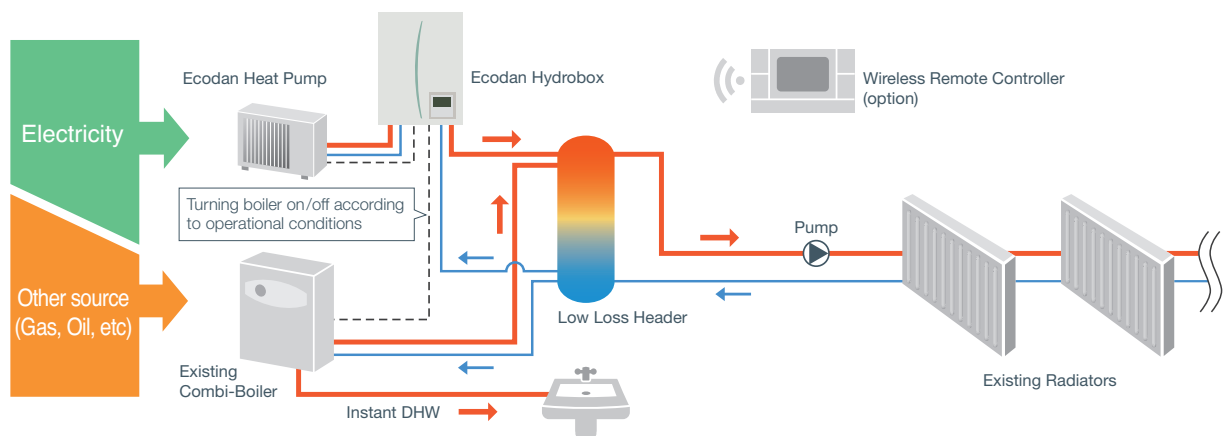 Electricity
Other source
(Gas, Oil, etc)
Ecodan Heat Pump
Ecodan Hydrobox
Wireless Remote Controller
(option)
Turning boiler on/off according
to operational conditions
Pump
Low Loss Header
Existing
Combi-Boiler
Existing Radiators
Instant DHW